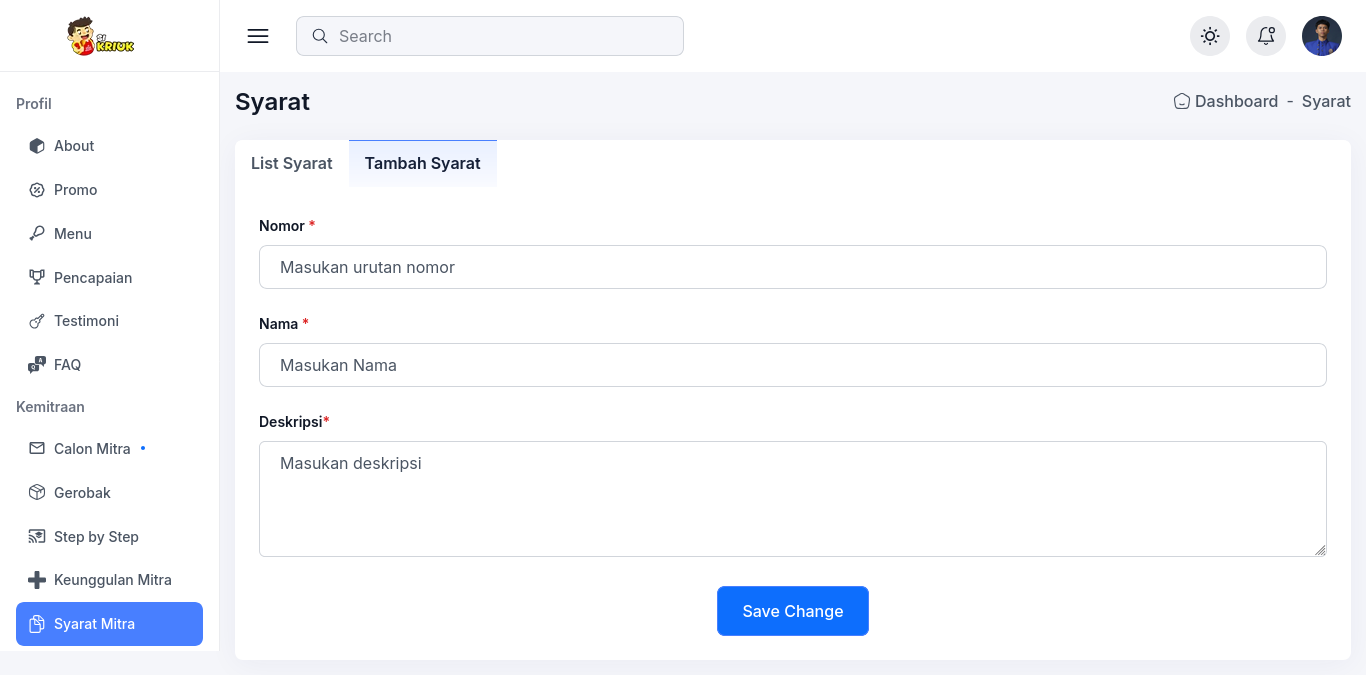 SI
KRIUK
Search
Profil
About
Promo
Menu
Pencapaian
Testimoni
FAQ
Kemitraan
Calon Mitra
Gerobak
Step by Step
Keunggulan Mitra
Syarat Mitra
Syarat
Dashboard - Syarat
List Syarat
Tambah Syarat
Nomor *
Masukan urutan nomor
Nama *
Masukan Nama
Deskripsi*
Masukan deskripsi
Save Change